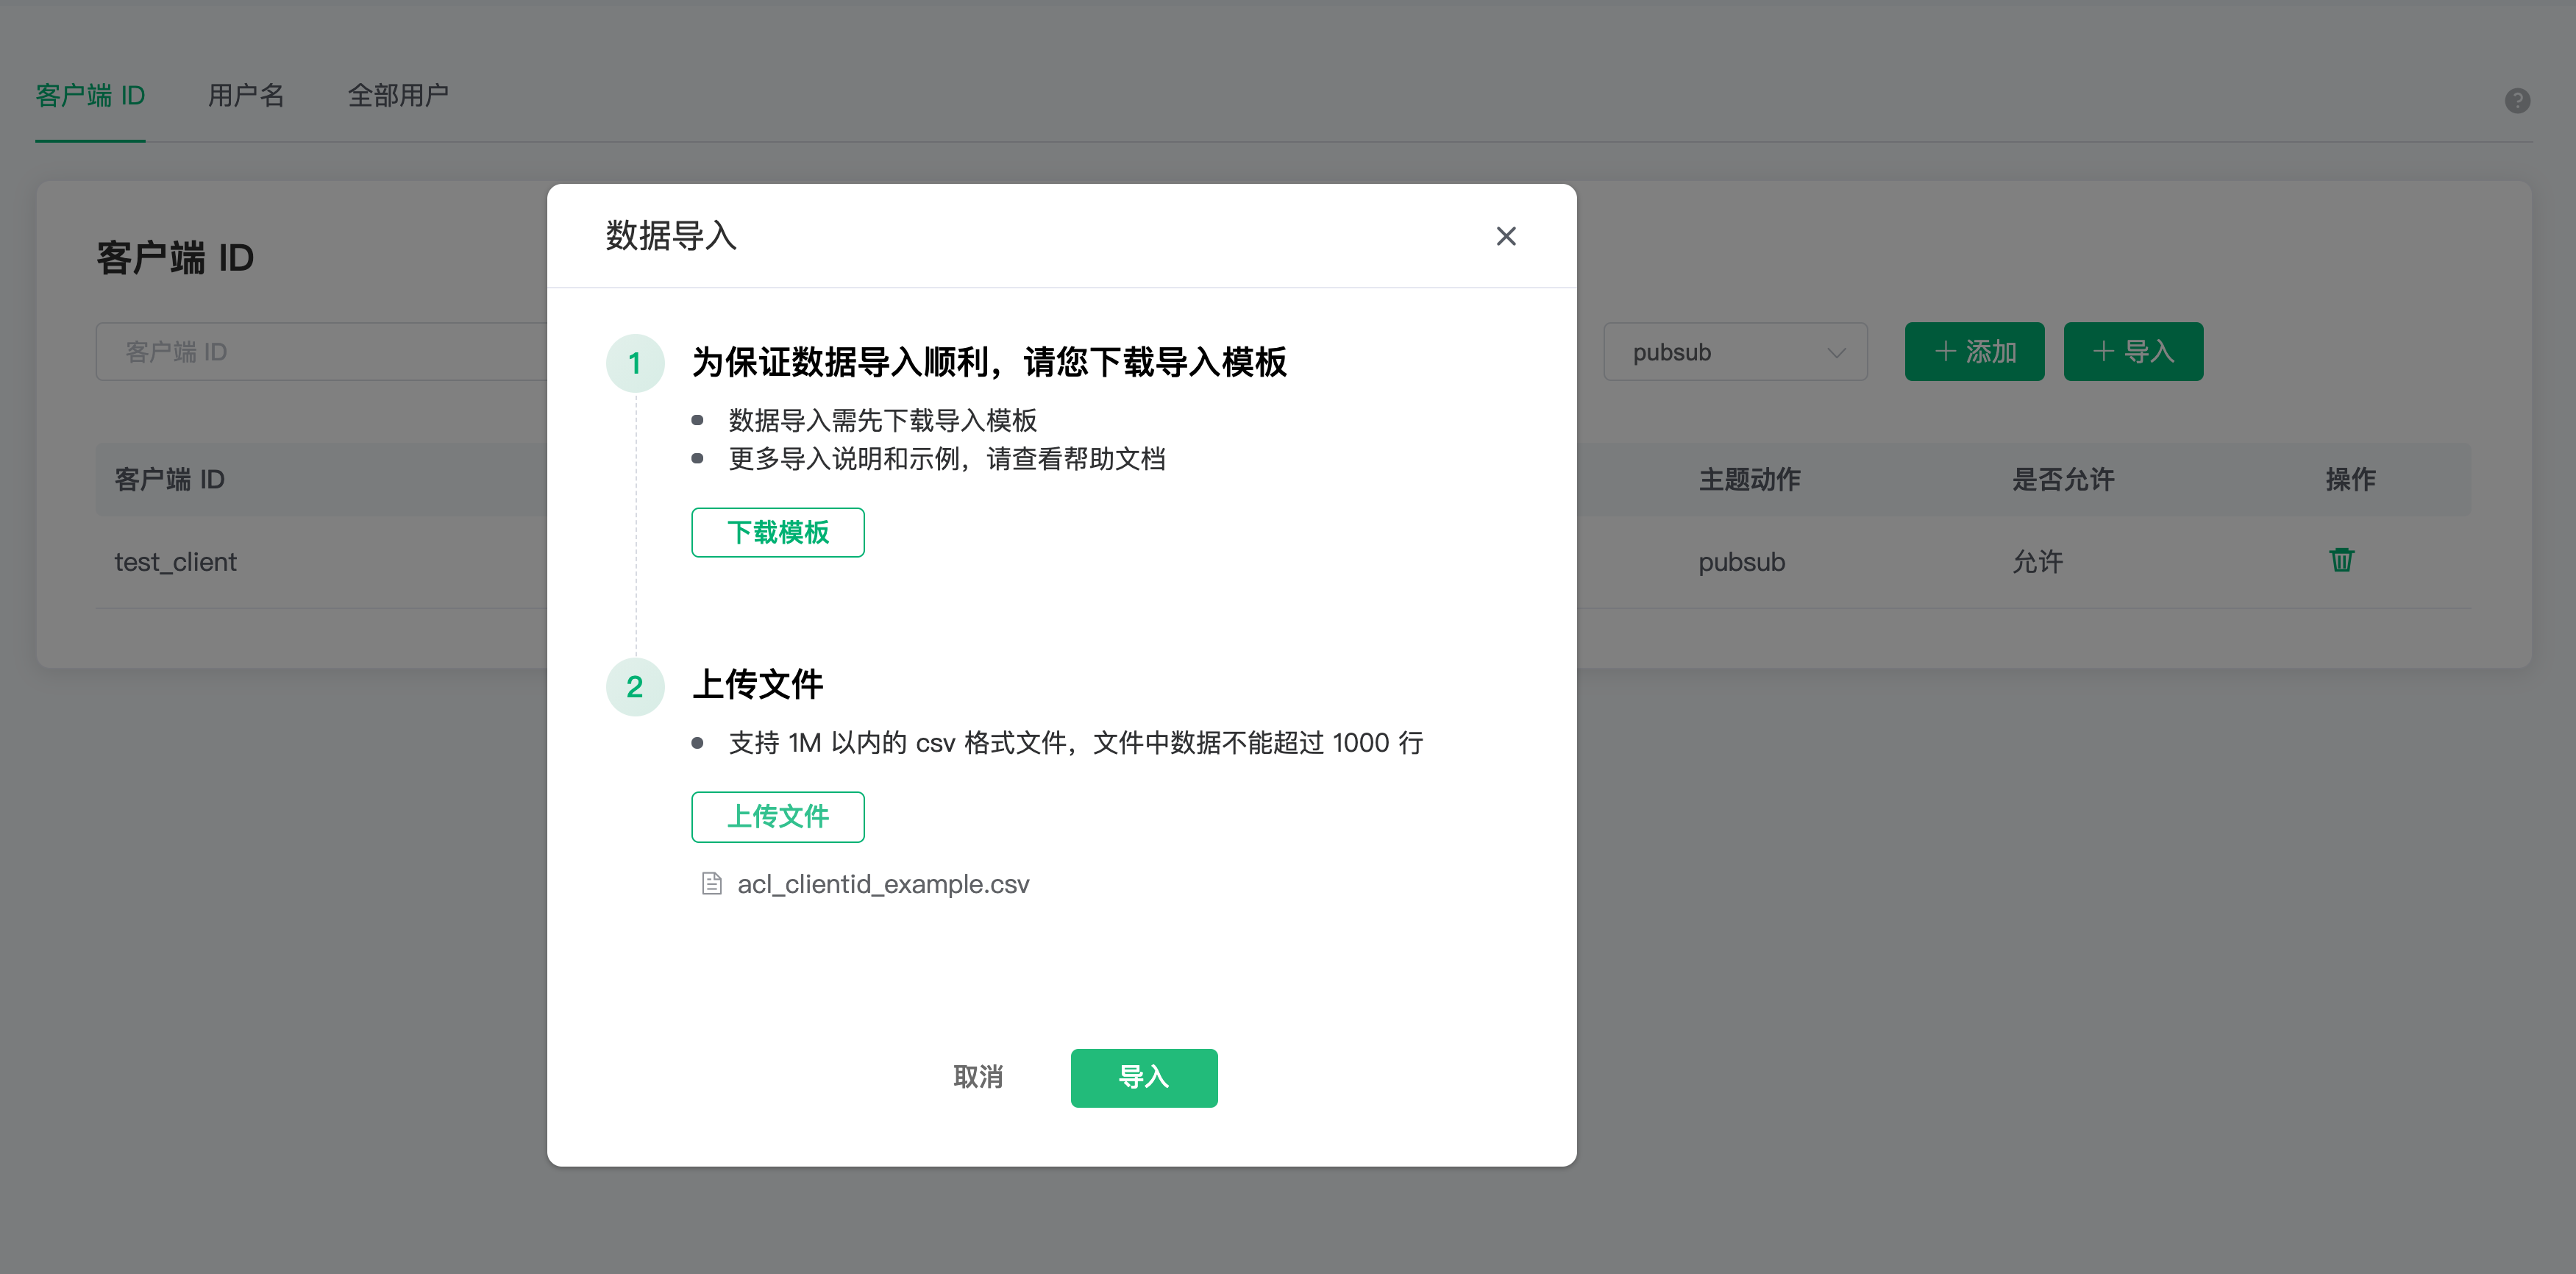 客户端 ID
用户名
全部用户
?
客户端 ID
客户端 ID
pubsub
添加
导入
客户端 ID
主题动作
是否允许
操作
test_client
pubsub
允许
数据导入
1
为保证数据导入顺利，请您下载导入模板
数据导入需先下载导入模板
更多导入说明和示例，请查看帮助文档
下载模板
2
上传文件
支持 1M 以内的 csv 格式文件，文件中数据不能超过 1000 行
上传文件
acl_clientid_example.csv
取消
导入